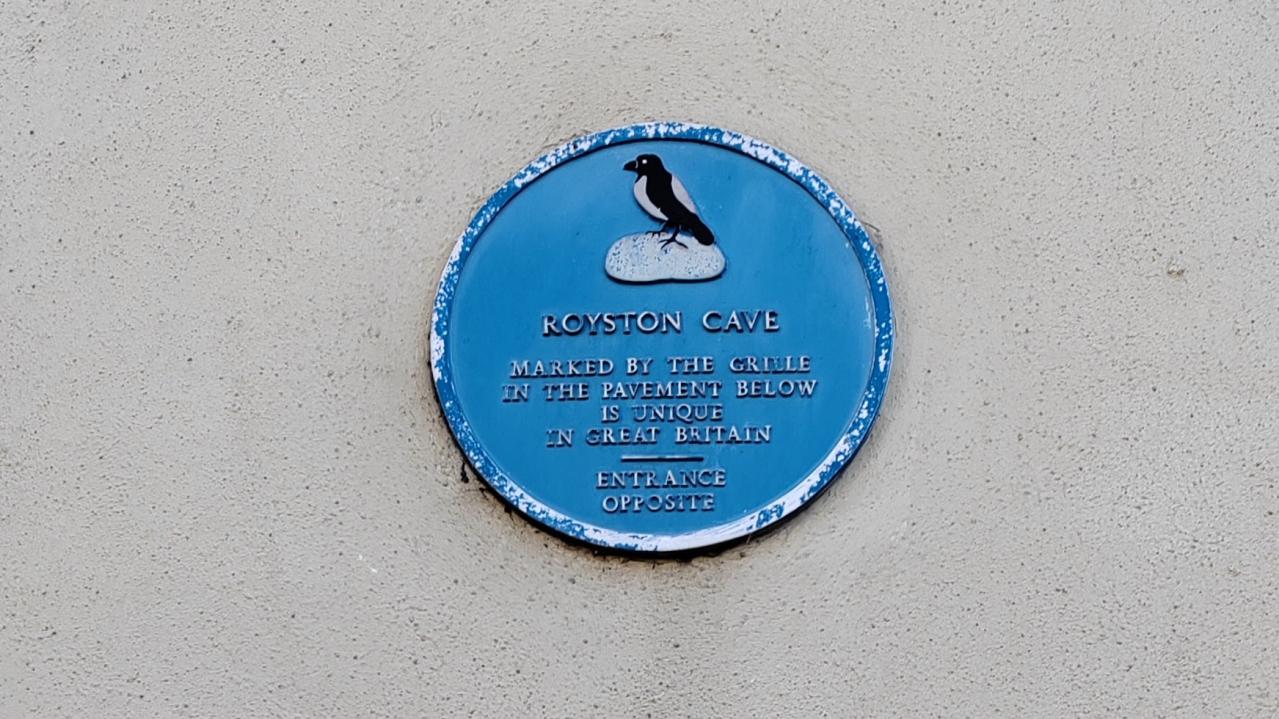 ROYSTON CAVE
MARKED BY THE GRILLE
IN THE PAVEMENT BELOW
IS UNIQUE
IN GREAT BRITAIN
ENTRANCE
OPPOSITE